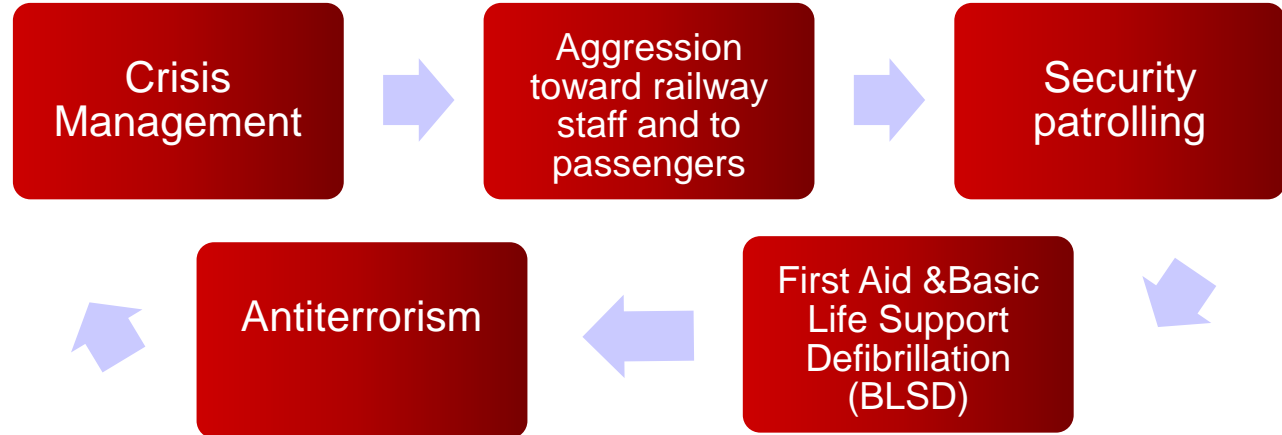 Crisis
Management
Aggression
toward railway
staff and to
passengers
Security
patrolling
First Aid &Basic
Life Support
Defibrillation
(BLSD)
Antiterrorism